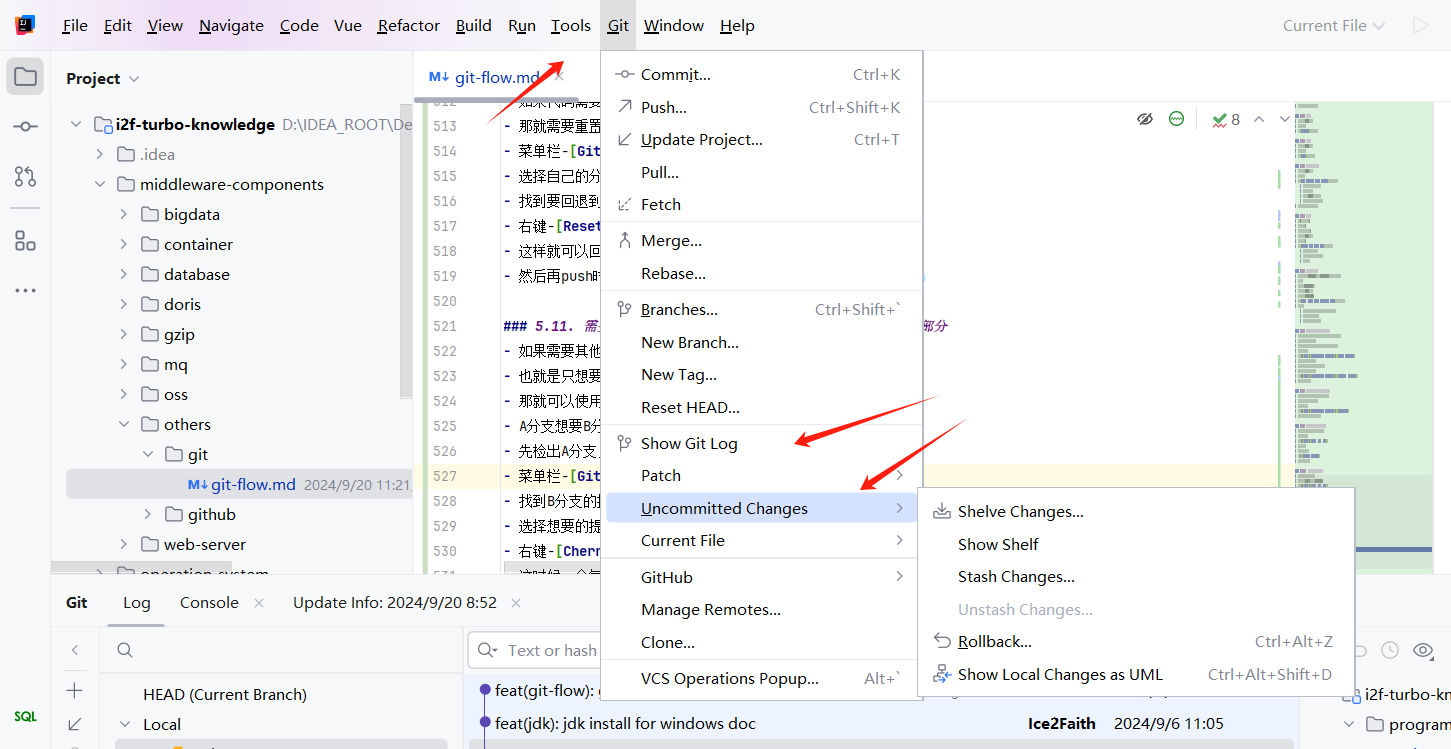 File Edit View Navigate Code Vue Refactor Build Run Tools Git Window Help Current File
Project
M↓ git-flow.md
i2f-turbo-knowledge D:\IDEA_ROOT\De
.idea
middleware-components
bigdata
container
database
doris
gzip
mq
oss
others
git
M↓ git-flow.md 2024/9/20 11:21,
github
web-server
operation-system
512 - 如果代码需要
513 - 那就需要重置
514 - 菜单栏-[Git
515 - 选择自己的分
516 - 找到要回退到
517 - 右键-[Reset
518 - 这样就可以回
519 - 然后再push时
520
521 ### 5.11. 需 部分
522 - 如果需要其他
523 - 也就是只想要
524 - 那就可以使用
525 - A分支想要B分
526 - 先检出A分支,
527 - 菜单栏-[Git
528 - 找到B分支的提
529 - 选择想要的提
530 - 右键-[Cherr
8
Commit... Ctrl+K
Push... Ctrl+Shift+K
Update Project... Ctrl+T
Pull...
Fetch
Merge...
Rebase...
Branches... Ctrl+Shift+`
New Branch...
New Tag...
Reset HEAD...
Show Git Log
Patch
Uncommitted Changes
Current File
GitHub
Manage Remotes...
Clone...
VCS Operations Popup... Alt+`
Shelve Changes...
Show Shelf
Stash Changes...
Unstash Changes...
Rollback... Ctrl+Alt+Z
Show Local Changes as UML Ctrl+Alt+Shift+D
Git Log Console Update Info: 2024/9/20 8:52
Text or hash
HEAD (Current Branch)
Local
feat(git-flow): g
feat(jdk): jdk install for windows doc Ice2Faith 2024/9/6 11:05
i2f-turbo-kn
program
SQL